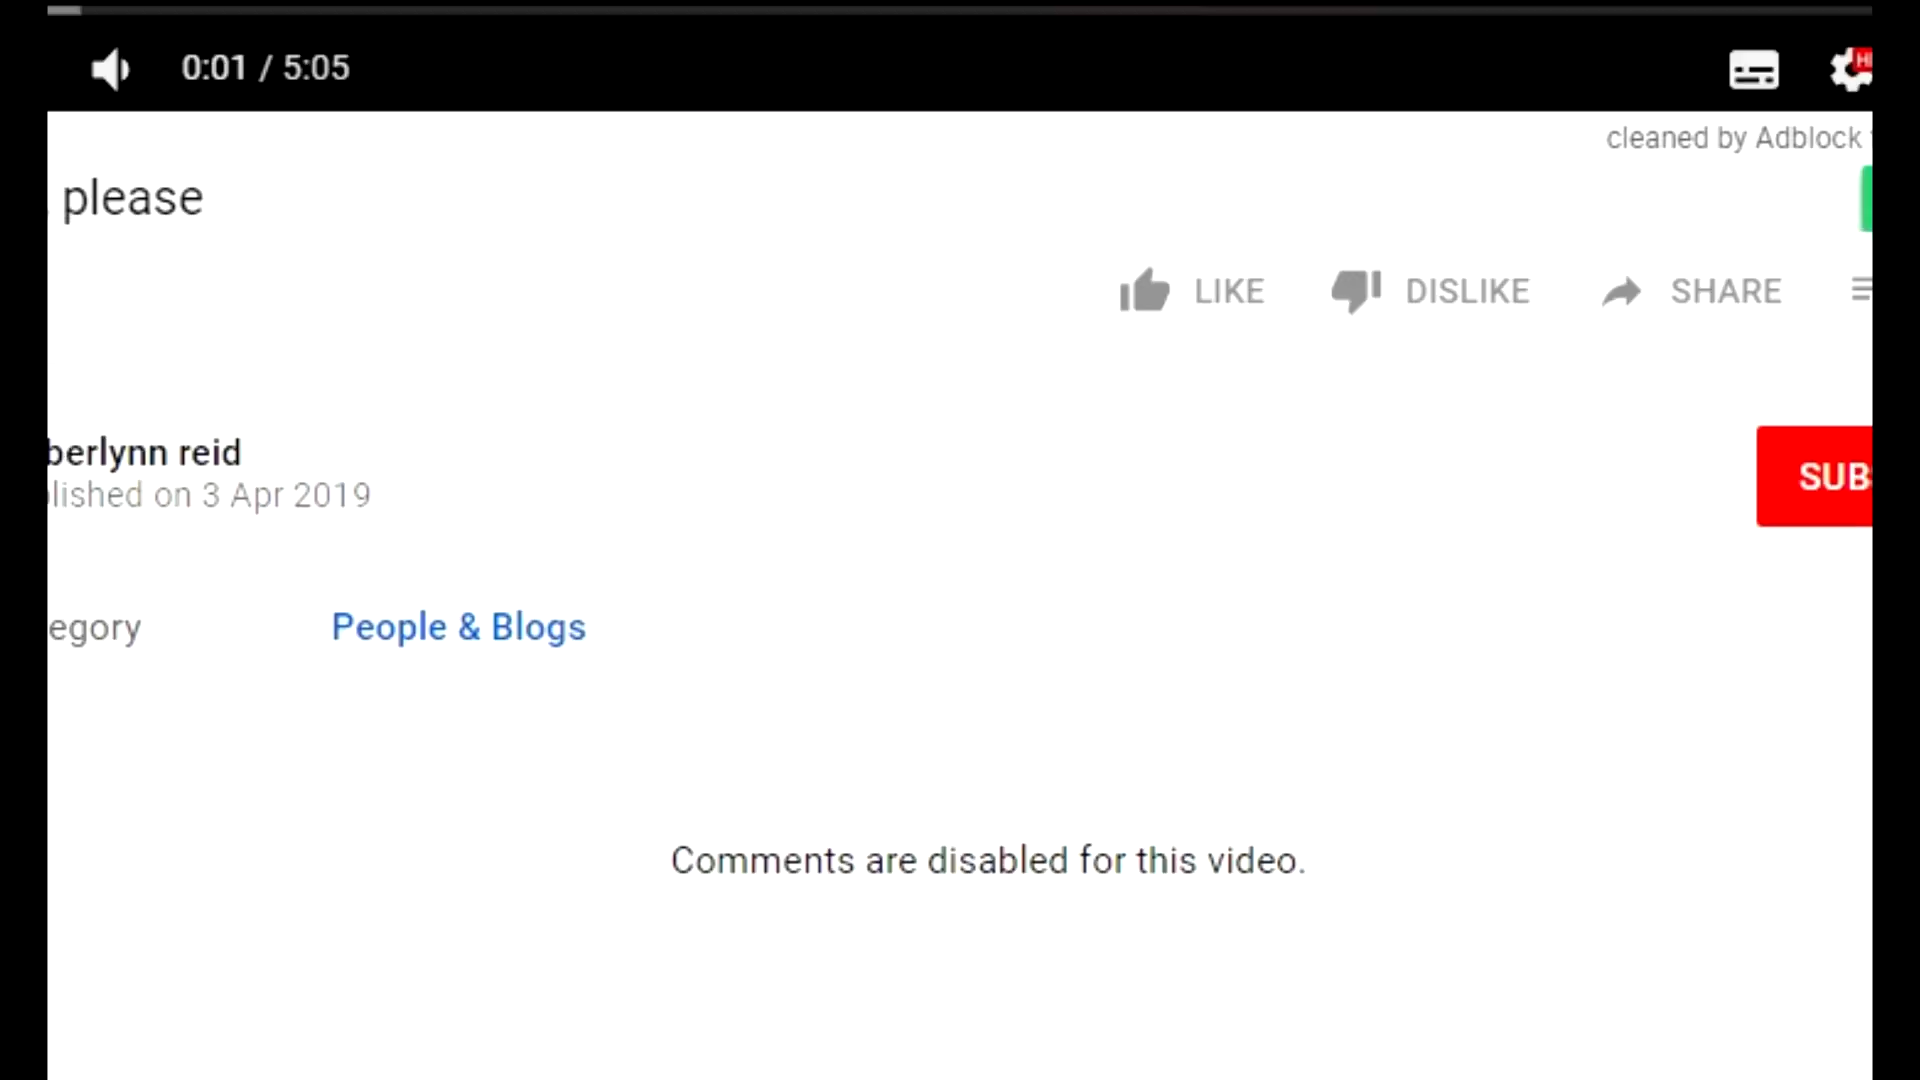 0:01 / 5:05
cleaned by Adblock
please
LIKE DISLIKE SHARE
berlynn reid
lished on 3 Apr 2019
SUB
egory People & Blogs
Comments are disabled for this video.